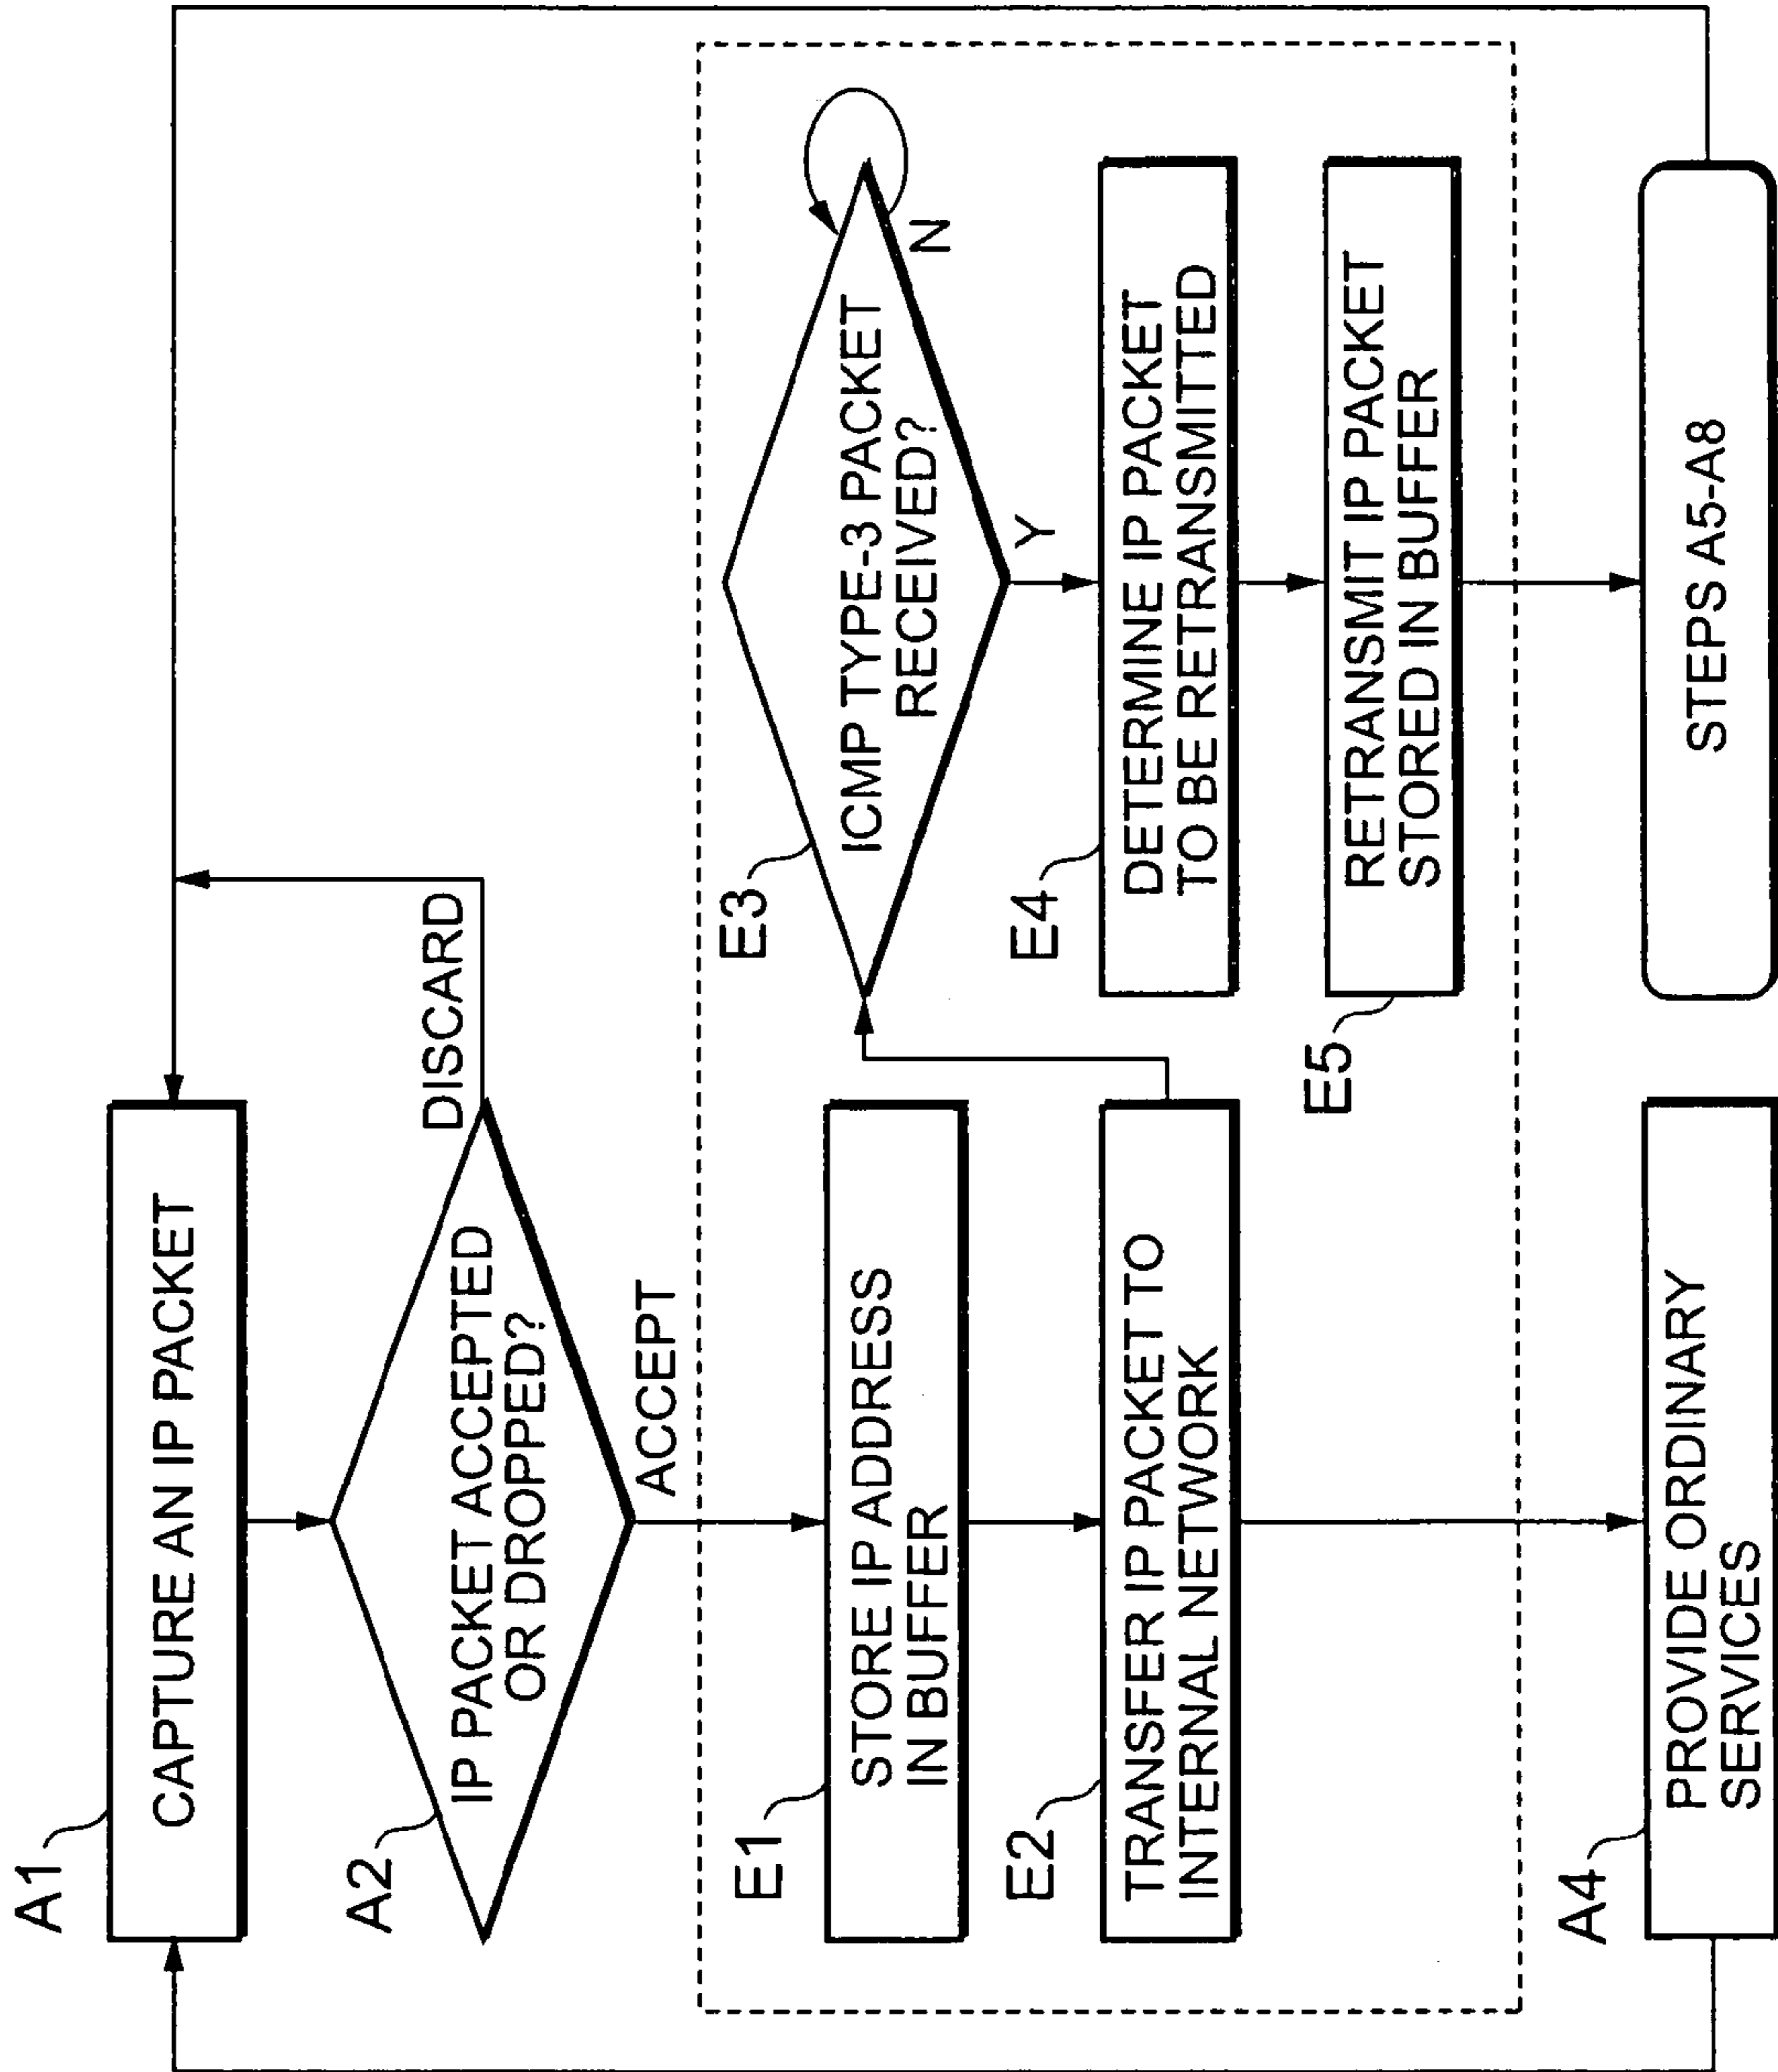 A1
CAPTURE AN IP PACKET
A2
IP PACKET ACCEPTED
OR DROPPED?
DISCARD
ACCEPT
E1
STORE IP ADDRESS
IN BUFFER
E2
TRANSFER IP PACKET TO
INTERNAL NETWORK
E3
ICMP TYPE-3 PACKET
RECEIVED?
N
Y
E4
DETERMINE IP PACKET
TO BE RETRANSMITTED
E5
RETRANSMIT IP PACKET
STORED IN BUFFER
A4
PROVIDE ORDINARY
SERVICES
STEPS A5-A8